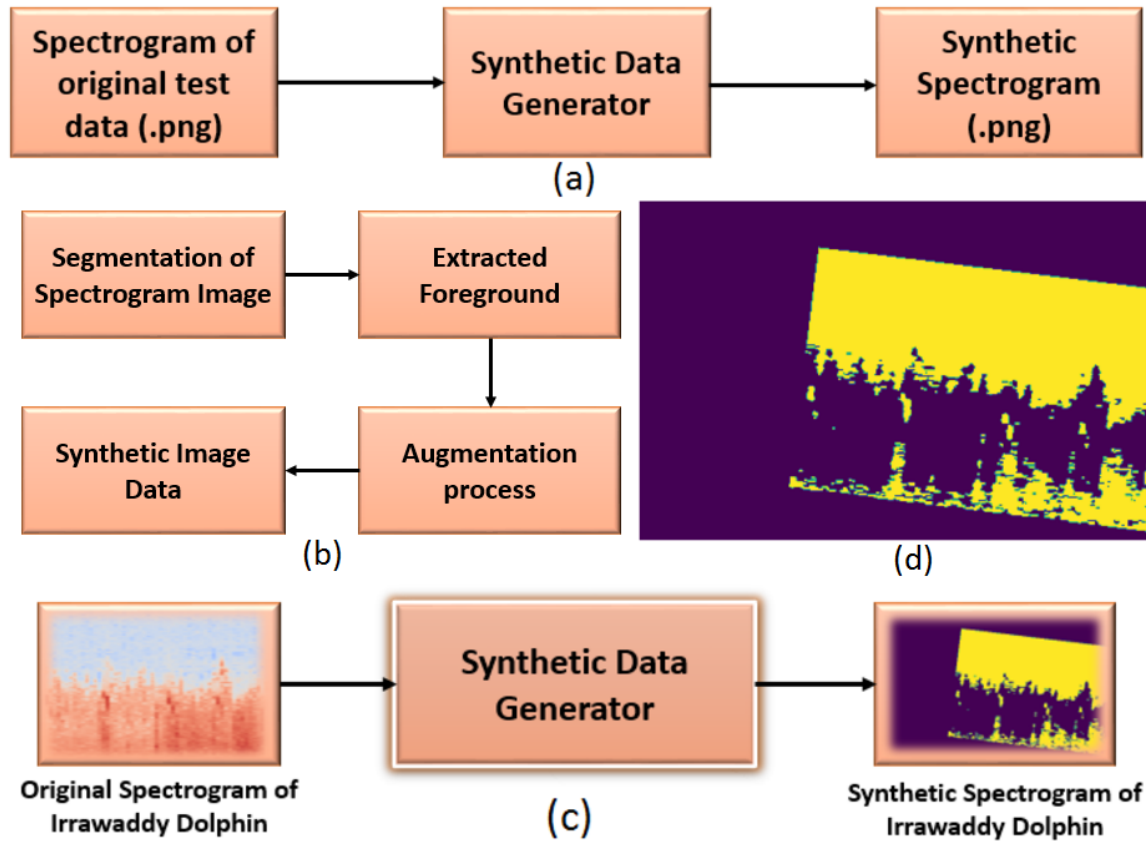 Spectrogram of
original test
data (.png)
Synthetic Data
Generator
Synthetic
Spectrogram
(.png)
(a)
Segmentation of
Spectrogram Image
Extracted
Foreground
Synthetic Image
Data
Augmentation
process
(b)
(d)
Synthetic Data
Generator
Original Spectrogram of
Irrawaddy Dolphin
(c)
Synthetic Spectrogram of
Irrawaddy Dolphin